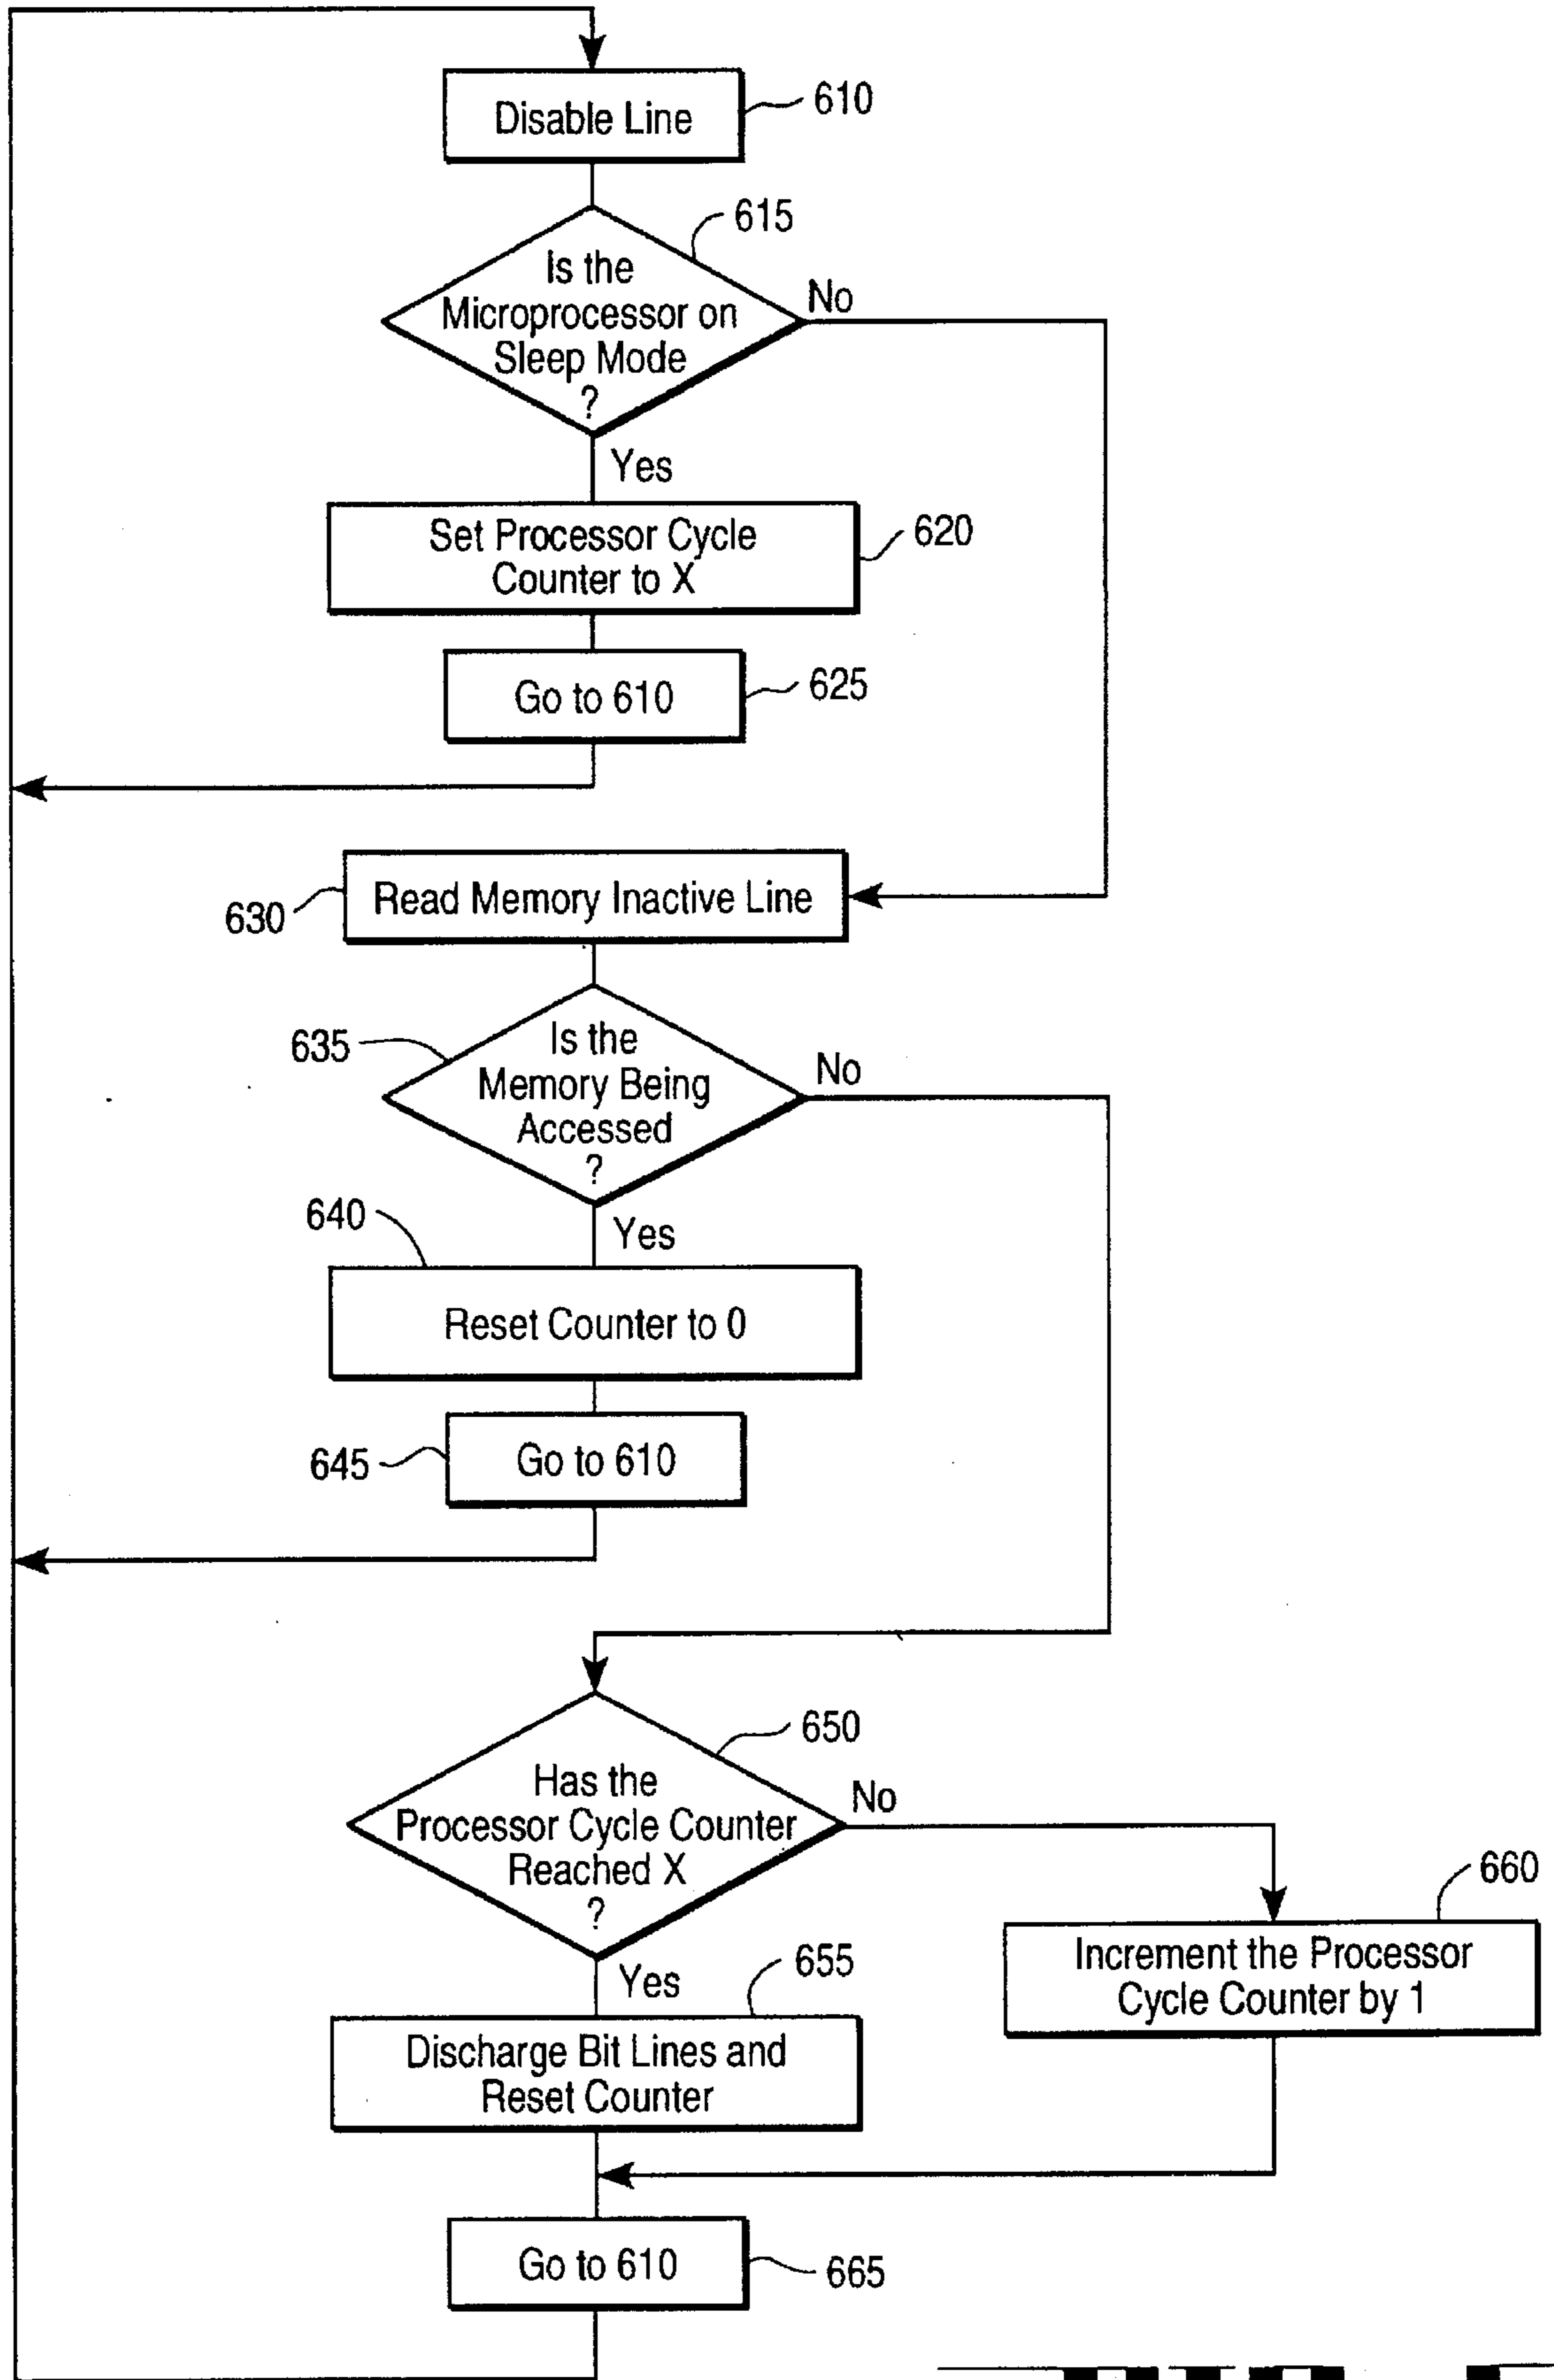 Disable Line
610
615
Is the
Microprocessor on
Sleep Mode
?
No
Yes
Set Processor Cycle
Counter to X
620
Go to 610
625
Read Memory Inactive Line
630
635
Is the
Memory Being
Accessed
?
No
640
Yes
Reset Counter to 0
645
Go to 610
650
Has the
Processor Cycle Counter
Reached X
?
No
660
Increment the Processor
Cycle Counter by 1
655
Yes
Discharge Bit Lines and
Reset Counter
Go to 610
665